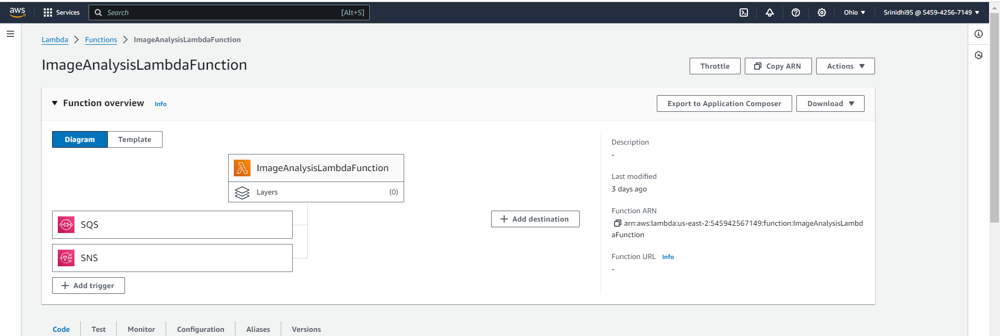 aws
Services
Search
[Alt+S]
Ohio
Srinidhi95 @ 5459-4256-7149
Lambda
Functions
ImageAnalysisLambdaFunction
ImageAnalysisLambdaFunction
Throttle
Copy ARN
Actions
Function overview
Info
Export to Application Composer
Download
Diagram
Template
ImageAnalysisLambdaFunction
Layers
(0)
SQS
SNS
Add trigger
Add destination
Description
-
Last modified
3 days ago
Function ARN
arn:aws:lambda:us-east-2:545942567149:function:ImageAnalysisLambd
aFunction
Function URL
Info
-
Code
Test
Monitor
Configuration
Aliases
Versions